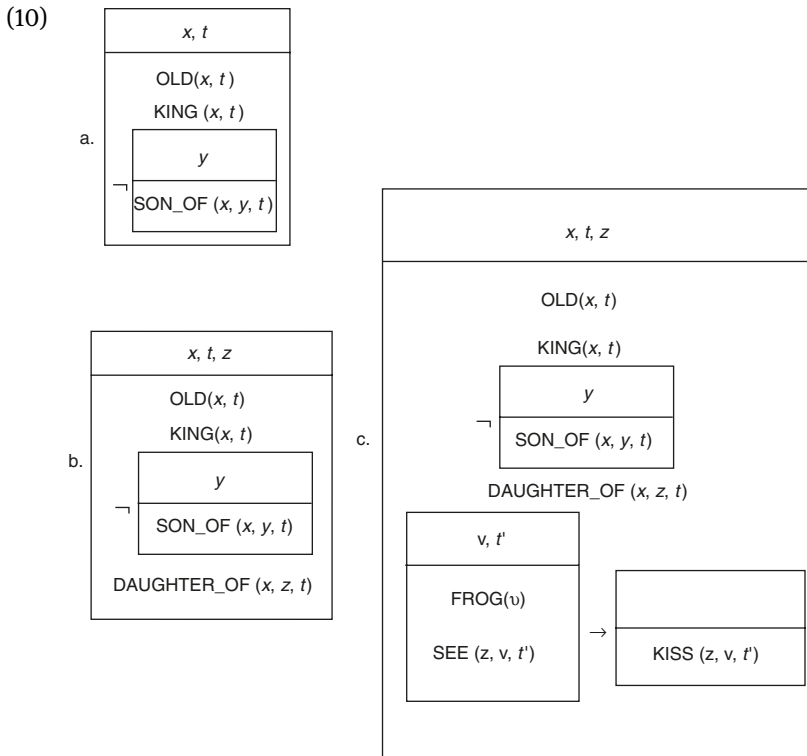 (10)
a.
x, t
OLD(x, t)
KING (x, t)
y
¬
SON_OF (x, y, t)
b.
x, t, z
OLD(x, t)
KING(x, t)
y
¬
SON_OF (x, y, t)
DAUGHTER_OF (x, z, t)
c.
x, t, z
OLD(x, t)
KING(x, t)
y
¬
SON_OF (x, y, t)
DAUGHTER_OF (x, z, t)
v, t'
FROG(υ)
SEE (z, v, t')
→
KISS (z, v, t')